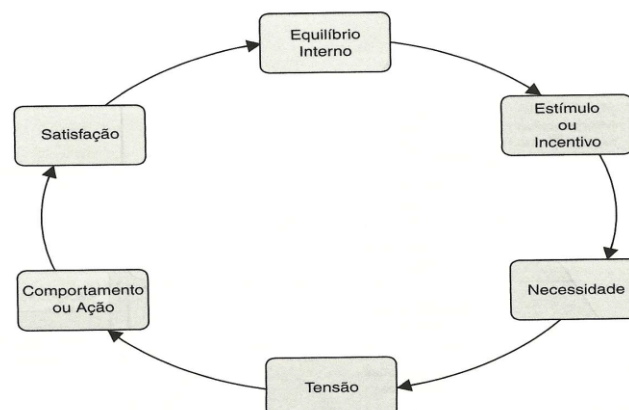 Equilíbrio
Interno
Estímulo
ou
Incentivo
Necessidade
Tensão
Comportamento
ou Ação
Satisfação